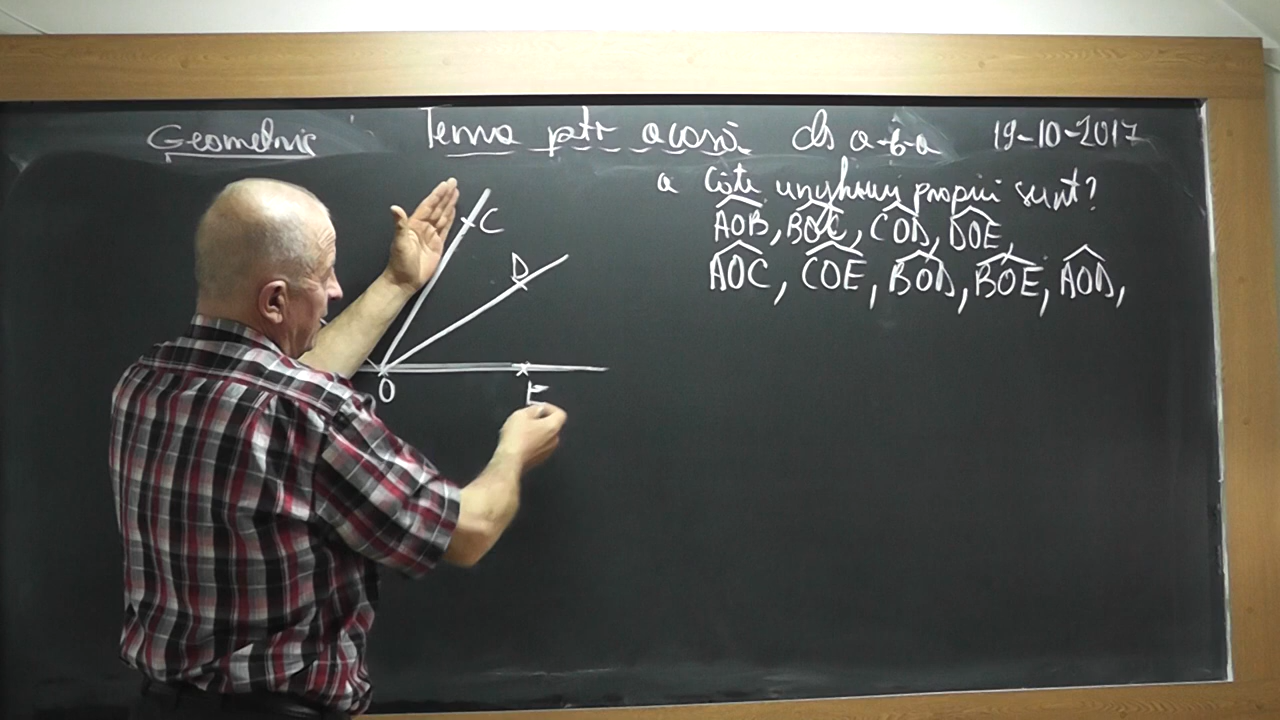 Geometrie Tema ptr acasă cls a-6-a 19-10-2017
a Câte unghiuri proprii sunt?
AOB, BOC, COD, DOE,
AOC, COE, BOD, BOE, AOD,
C
D
O
E